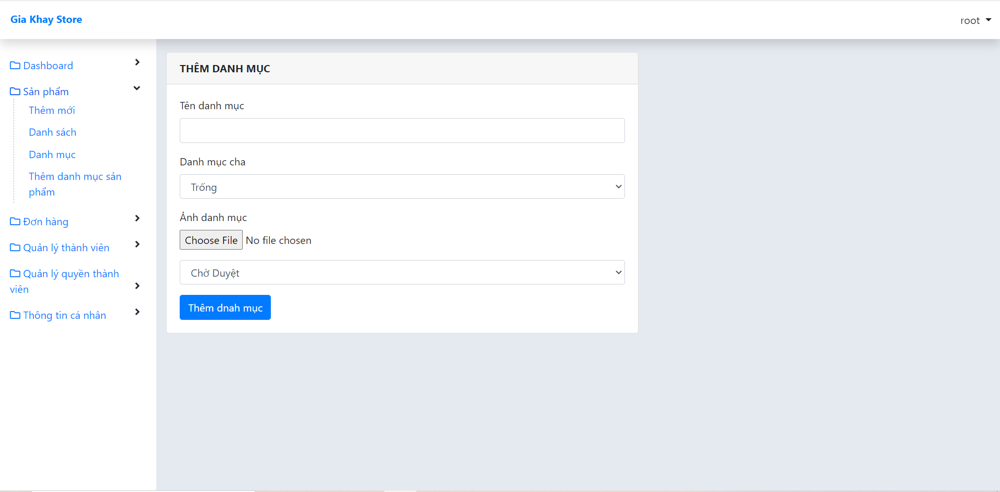 Gia Khay Store
root
Dashboard
Sản phẩm
Thêm mới
Danh sách
Danh mục
Thêm danh mục sản
phẩm
Đơn hàng
Quản lý thành viên
Quản lý quyền thành
viên
Thông tin cá nhân
THÊM DANH MỤC
Tên danh mục
Danh mục cha
Trống
Ảnh danh mục
Choose File No file chosen
Chờ Duyệt
Thêm dnah mục